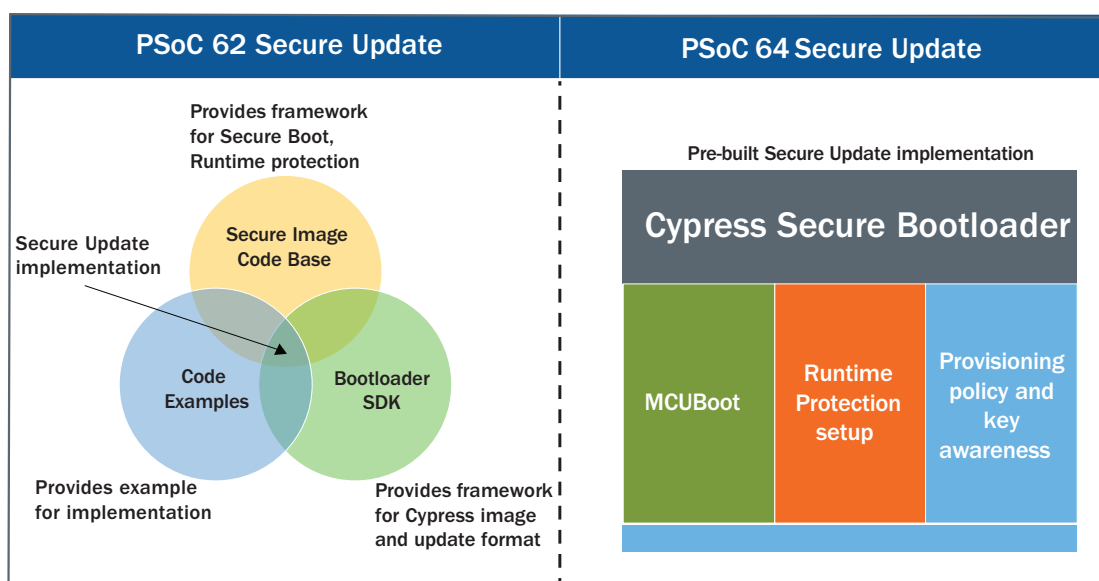 PSoC 62 Secure Update
PSoC 64 Secure Update
Provides framework
for Secure Boot,
Runtime protection
Secure Image
Code Base
Secure Update
implementation
Code
Examples
Bootloader
SDK
Provides example
for implementation
Provides framework
for Cypress image
and update format
Pre-built Secure Update implementation
Cypress Secure Bootloader
MCUBoot
Runtime
Protection
setup
Provisioning
policy and
key
awareness